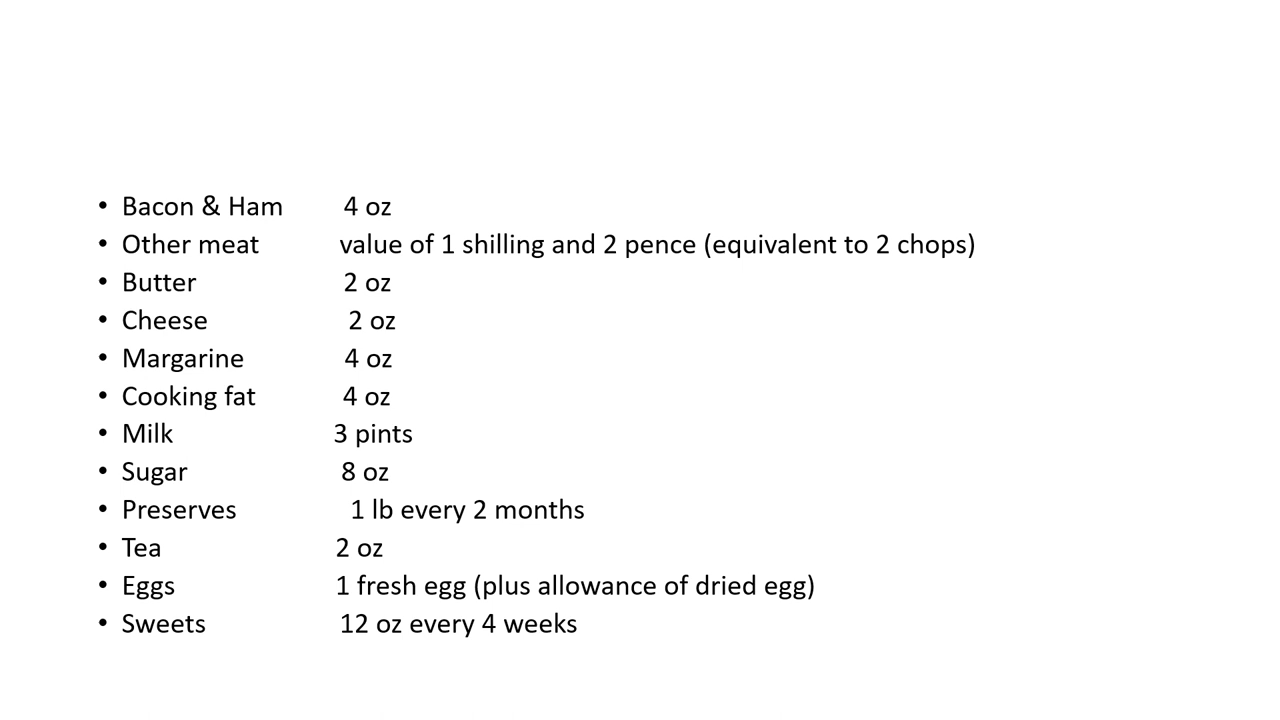 • Bacon & Ham 4 oz
• Other meat value of 1 shilling and 2 pence (equivalent to 2 chops)
• Butter 2 oz
• Cheese 2 oz
• Margarine 4 oz
• Cooking fat 4 oz
• Milk 3 pints
• Sugar 8 oz
• Preserves 1 lb every 2 months
• Tea 2 oz
• Eggs 1 fresh egg (plus allowance of dried egg)
• Sweets 12 oz every 4 weeks